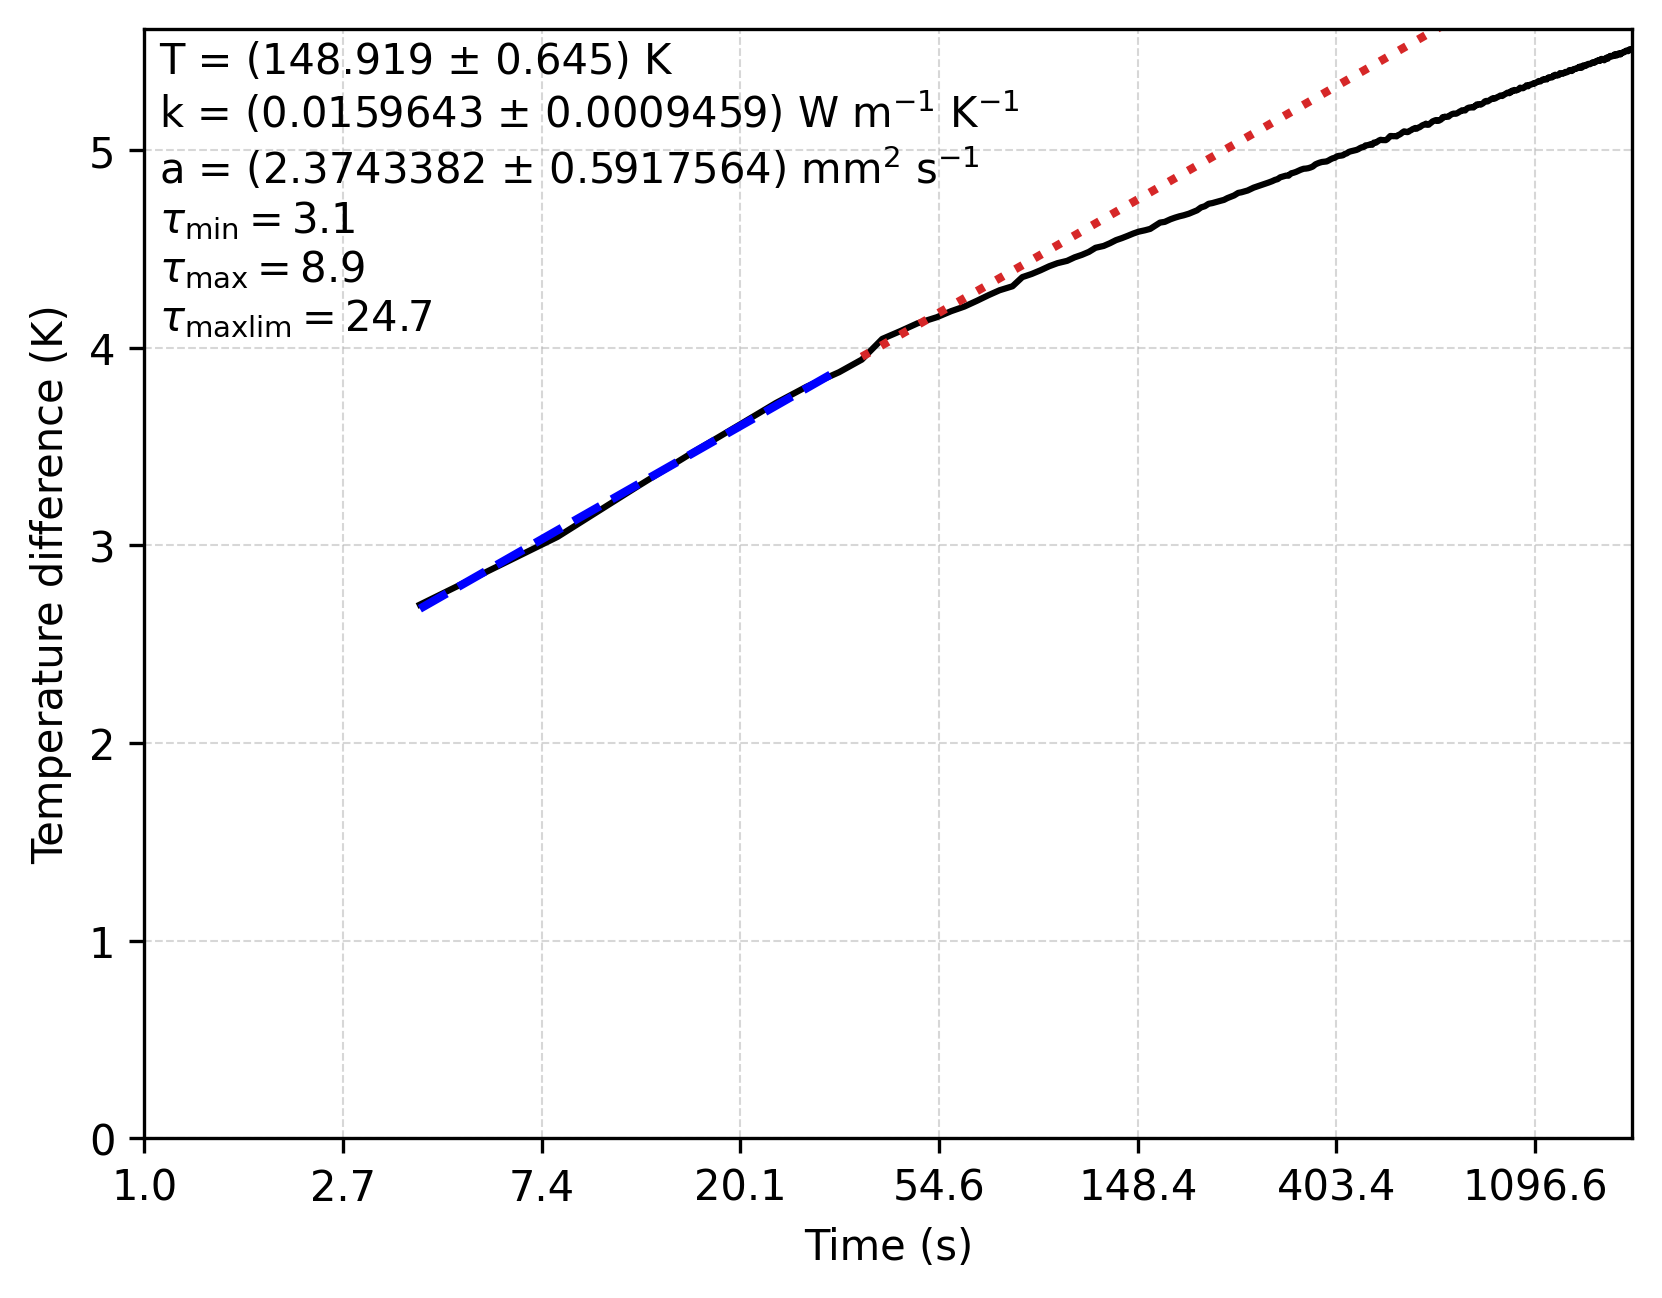 T = (148.919 ± 0.645) K
k = (0.0159643 ± 0.0009459) W m⁻¹ K⁻¹
a = (2.3743382 ± 0.5917564) mm² s⁻¹
τmin = 3.1
τmax = 8.9
τmaxlim = 24.7
Temperature difference (K)
5
4
3
2
1
0
1.0 2.7 7.4 20.1 54.6 148.4 403.4 1096.6
Time (s)